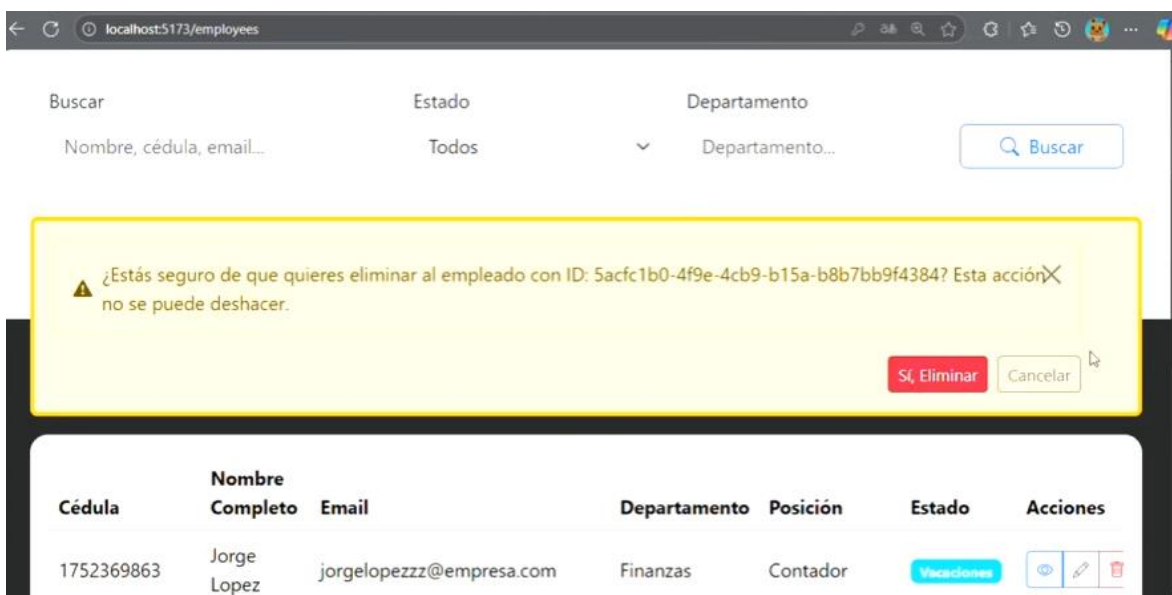 localhost:5173/employees
Buscar Estado Departamento
Nombre, cédula, email... Todos Departamento... Buscar
¿Estás seguro de que quieres eliminar al empleado con ID: 5acfc1b0-4f9e-4cb9-b15a-b8b7bb9f4384? Esta acción
no se puede deshacer.
Sí, Eliminar Cancelar
Nombre
Cédula Completo Email Departamento Posición Estado Acciones
Jorge
1752369863 jorgelopezzz@empresa.com Finanzas Contador Vacaciones
Lopez